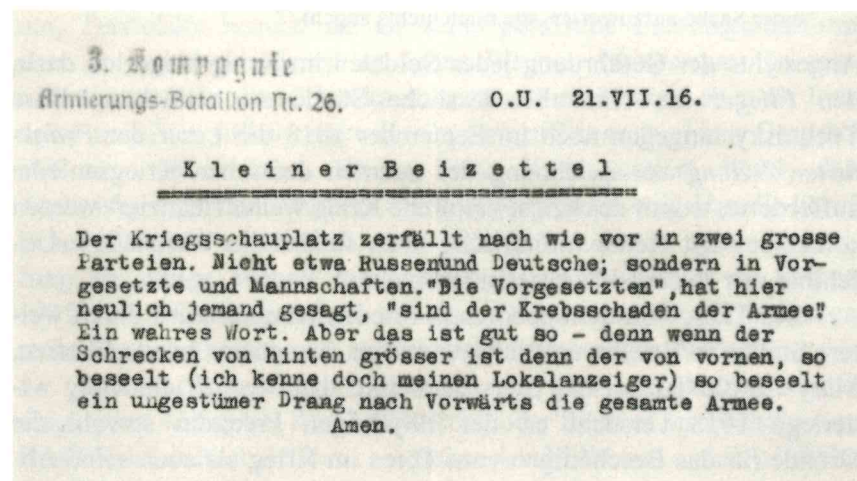 3. Kompagnie
Armierungs-Bataillon Nr. 26.
O.U. 21.VII.16.
Kleiner Beizettel
Der Kriegsschauplatz zerfällt nach wie vor in zwei grosse
Parteien. Nicht etwa Russenund Deutsche; sondern in Vor-
gesetzte und Mannschaften."Die Vorgesetzten",hat hier
neulich jemand gesagt, "sind der Krebsschaden der Armee".
Ein wahres Wort. Aber das ist gut so - denn wenn der
Schrecken von hinten grösser ist denn der von vornen, so
beseelt (ich kenne doch meinen Lokalanzeiger) so beseelt
ein ungestümer Drang nach Vorwärts die gesamte Armee.
Amen.